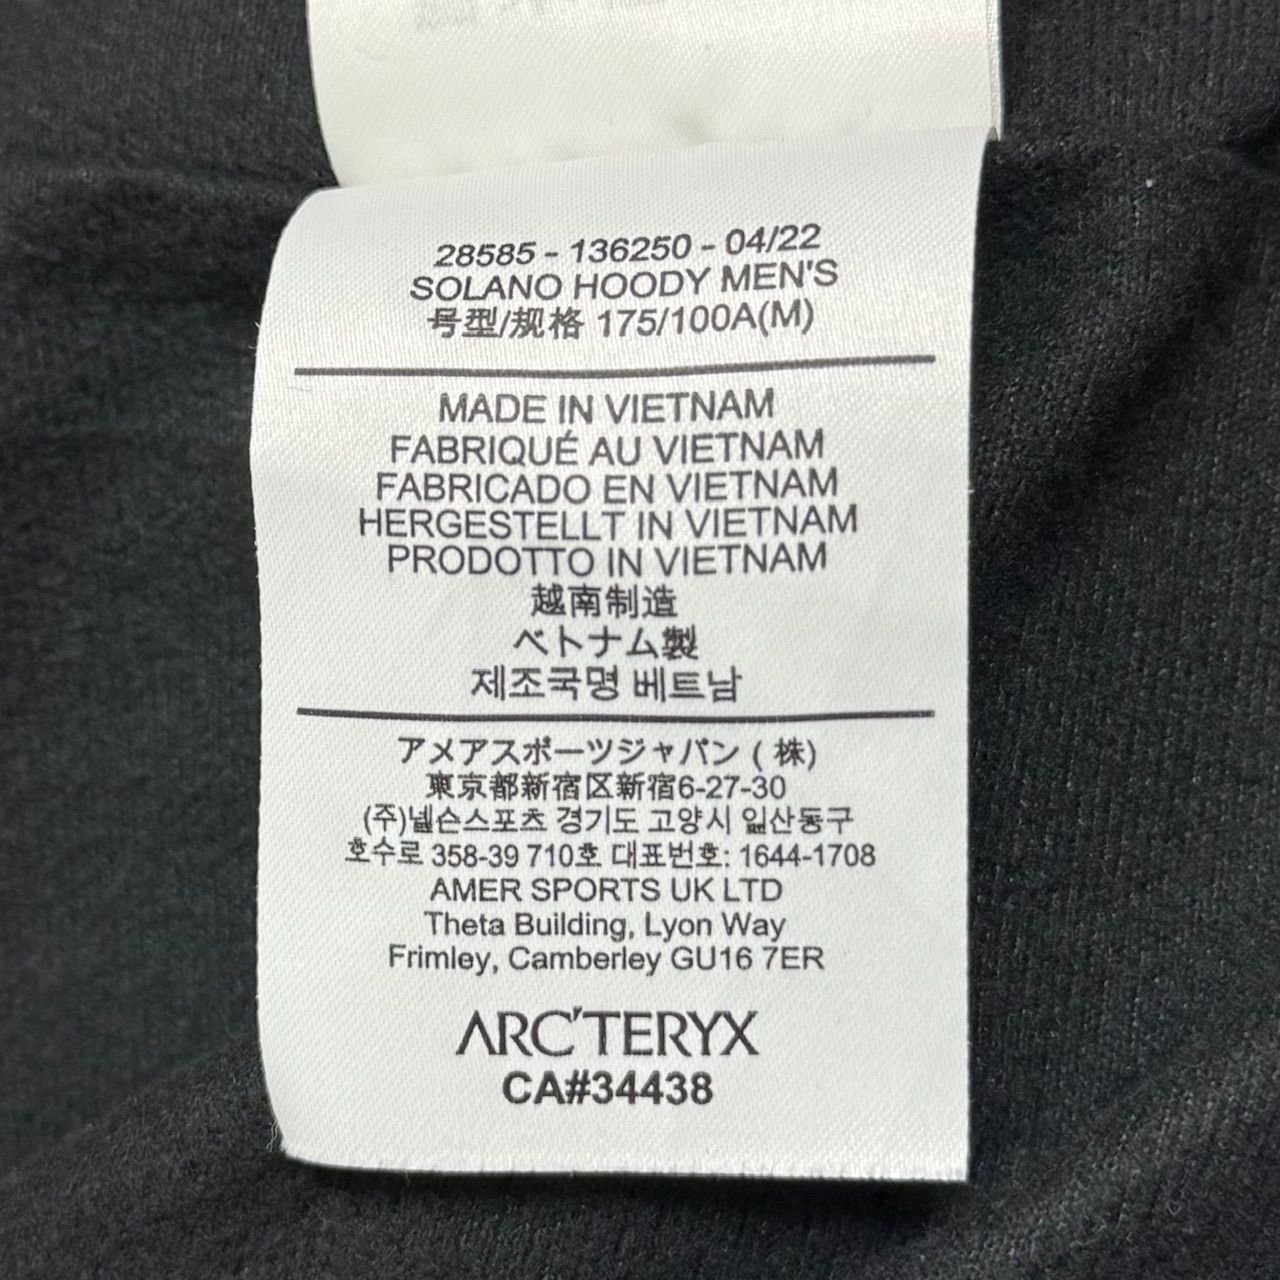 28585 - 136250 - 04/22
SOLANO HOODY MEN'S
号型/规格 175/100A(M)
MADE IN VIETNAM
FABRIQUÉ AU VIETNAM
FABRICADO EN VIETNAM
HERGESTELLT IN VIETNAM
PRODOTTO IN VIETNAM
越南制造
ベトナム製
제조국명 베트남
アメアスポーツジャパン ( 株)
東京都新宿区新宿6-27-30
(주)넬슨스포츠 경기도 고양시 일산동구
호수로 358-39 710호 대표번호: 1644-1708
AMER SPORTS UK LTD
Theta Building, Lyon Way
Frimley, Camberley GU16 7ER
ARC'TERYX
CA#34438